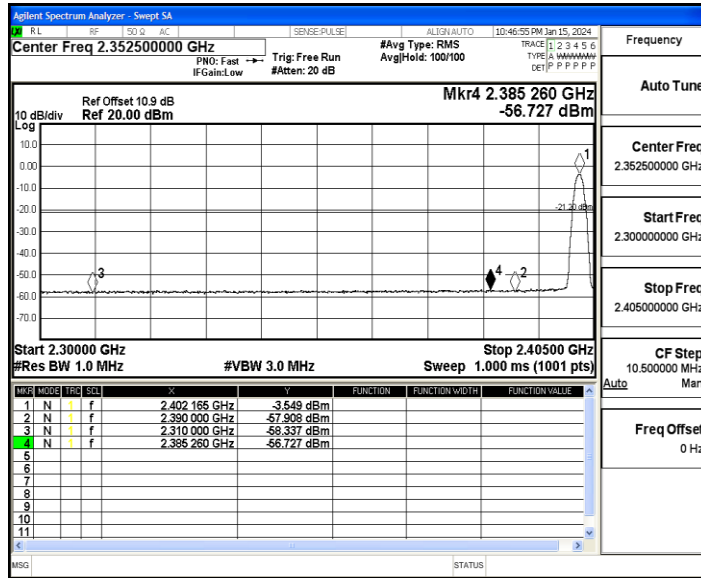 Agilent Spectrum Analyzer - Swept SA
RL RF 50 Ω AC SENSE:PULSE ALIGN AUTO 10:46:55 PM Jan 15, 2024
Center Freq 2.352500000 GHz
PNO: Fast
IFGain:Low
Trig: Free Run
#Atten: 20 dB
#Avg Type: RMS
Avg|Hold: 100/100
TRACE 1 2 3 4 5 6
TYPE A WWWWW
DET P P P P P P
Frequency
Mkr4 2.385 260 GHz
-56.727 dBm
Ref Offset 10.9 dB
10 dB/div Ref 20.00 dBm
Log
10.0
0.00
-10.0
-20.0
-30.0
-40.0
-50.0
-60.0
-70.0
1
-21.20 dBm
3
4
2
Start 2.30000 GHz Stop 2.40500 GHz
#Res BW 1.0 MHz #VBW 3.0 MHz Sweep 1.000 ms (1001 pts)
MKR MODE TRC SCL X Y FUNCTION FUNCTION WIDTH FUNCTION VALUE
1 N 1 f 2.402 165 GHz -3.549 dBm
2 N 1 f 2.390 000 GHz -57.908 dBm
3 N 1 f 2.310 000 GHz -58.337 dBm
4 N 1 f 2.385 260 GHz -56.727 dBm
5
6
7
8
9
10
11
MSG STATUS
Auto Tune
Center Freq
2.352500000 GHz
Start Freq
2.300000000 GHz
Stop Freq
2.405000000 GHz
CF Step
10.500000 MHz
Auto Man
Freq Offset
0 Hz